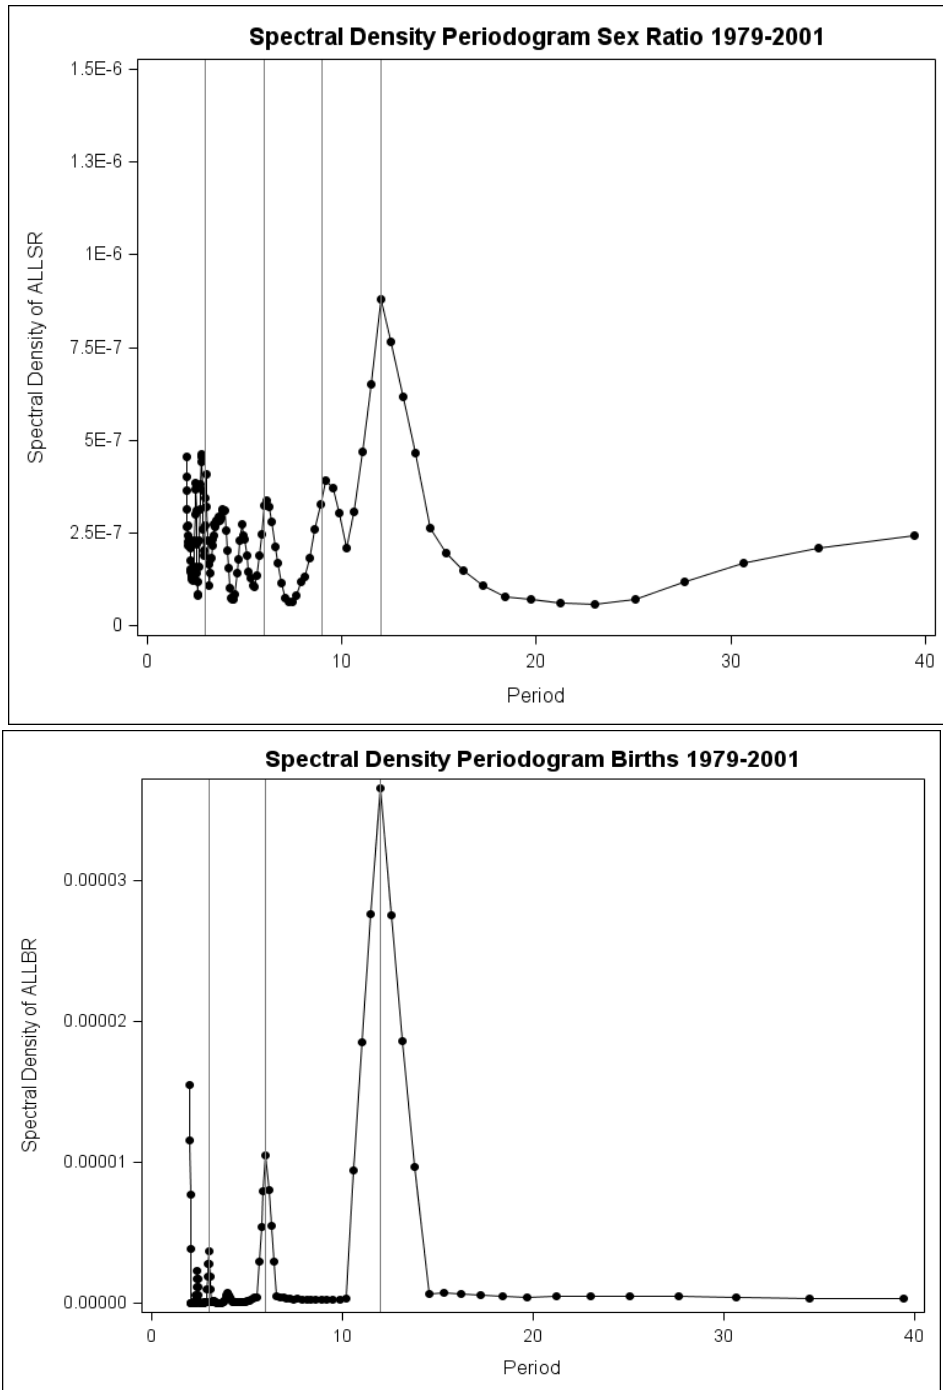 Spectral Density Periodogram Sex Ratio 1979-2001
1.5E-6
1.3E-6
1E-6
7.5E-7
5E-7
2.5E-7
0
Spectral Density of ALLSR
0 10 20 30 40
Period
Spectral Density Periodogram Births 1979-2001
0.00003
0.00002
0.00001
0.00000
Spectral Density of ALLBR
0 10 20 30 40
Period